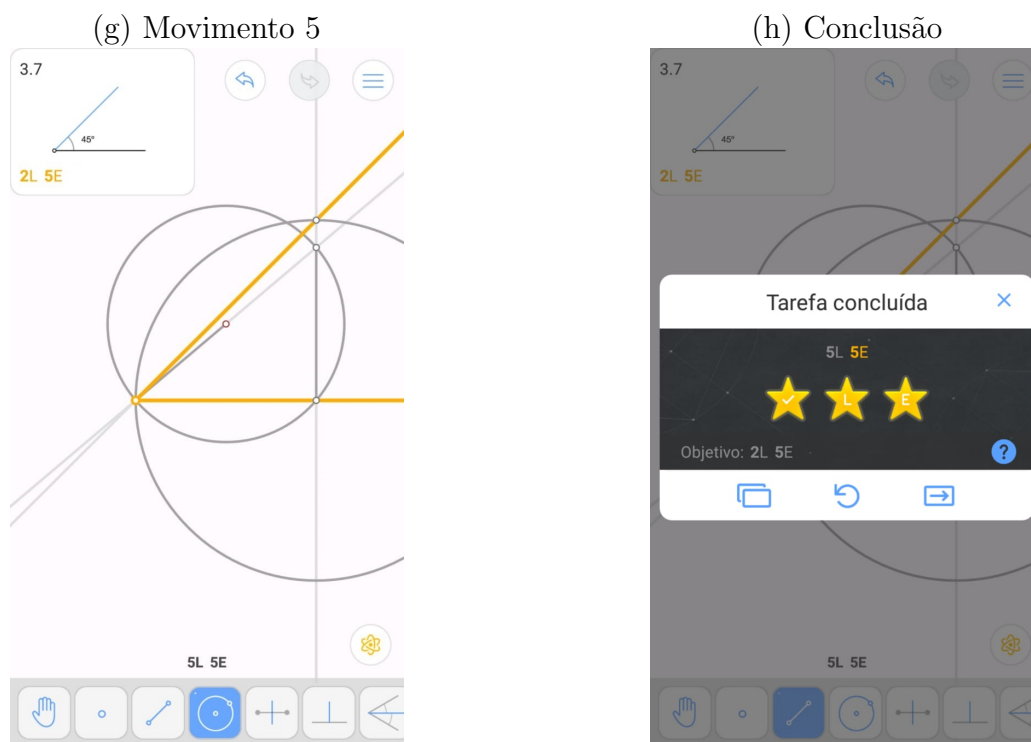 (g) Movimento 5
3.7
45°
2L 5E
5L 5E
(h) Conclusão
3.7
45°
2L 5E
Tarefa concluída
5L 5E
L E
Objetivo: 2L 5E
?
5L 5E